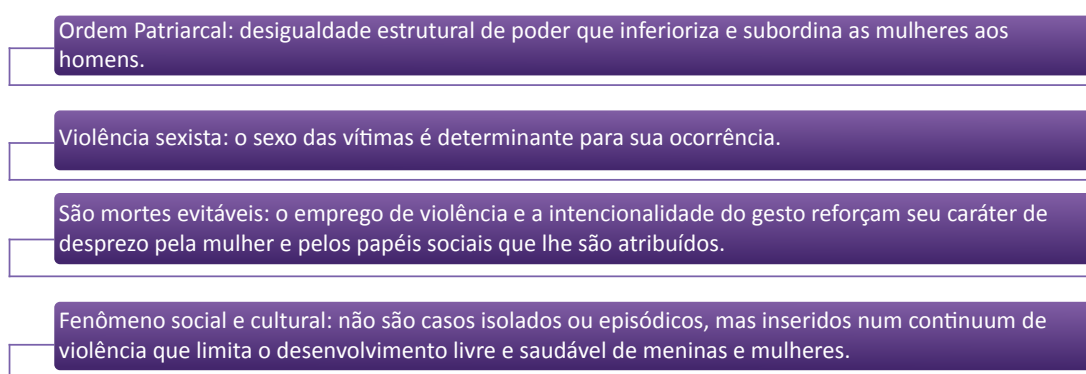 Ordem Patriarcal: desigualdade estrutural de poder que inferioriza e subordina as mulheres aos
homens.
Violência sexista: o sexo das vítimas é determinante para sua ocorrência.
São mortes evitáveis: o emprego de violência e a intencionalidade do gesto reforçam seu caráter de
desprezo pela mulher e pelos papéis sociais que lhe são atribuídos.
Fenômeno social e cultural: não são casos isolados ou episódicos, mas inseridos num continuum de
violência que limita o desenvolvimento livre e saudável de meninas e mulheres.